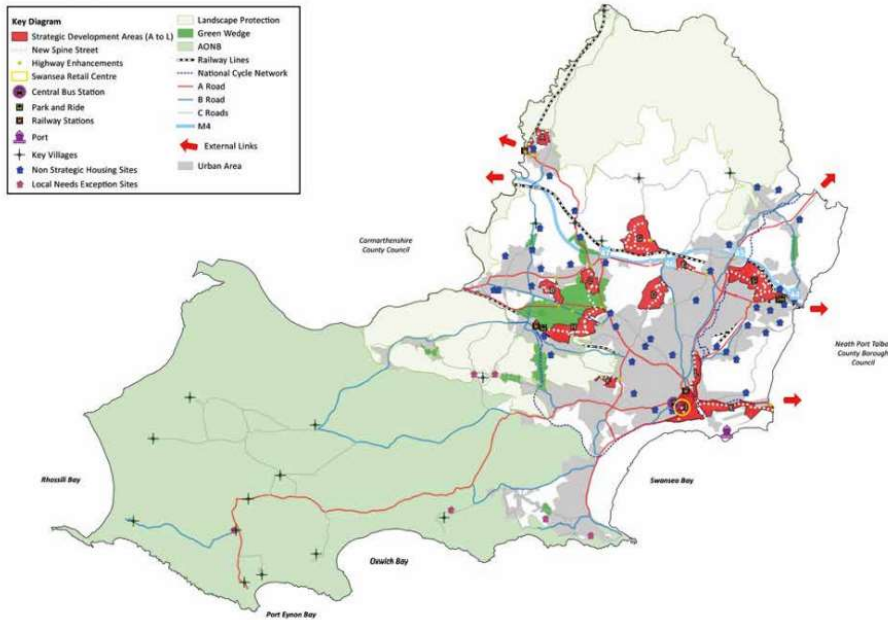 Key Diagram
Strategic Development Areas (A to L)
New Spine Street
Highway Enhancements
Swansea Retail Centre
Central Bus Station
Park and Ride
Railway Stations
Port
Key Villages
Non Strategic Housing Sites
Local Needs Exception Sites
Landscape Protection
Green Wedge
AONB
Railway Lines
National Cycle Network
A Road
B Road
C Roads
M4
External Links
Urban Area
Carmarthenshire
County Council
Neath Port Talbo
County Borough
Council
Rhossili Bay
Swansea Bay
Oxwich Bay
Port Eynon Bay